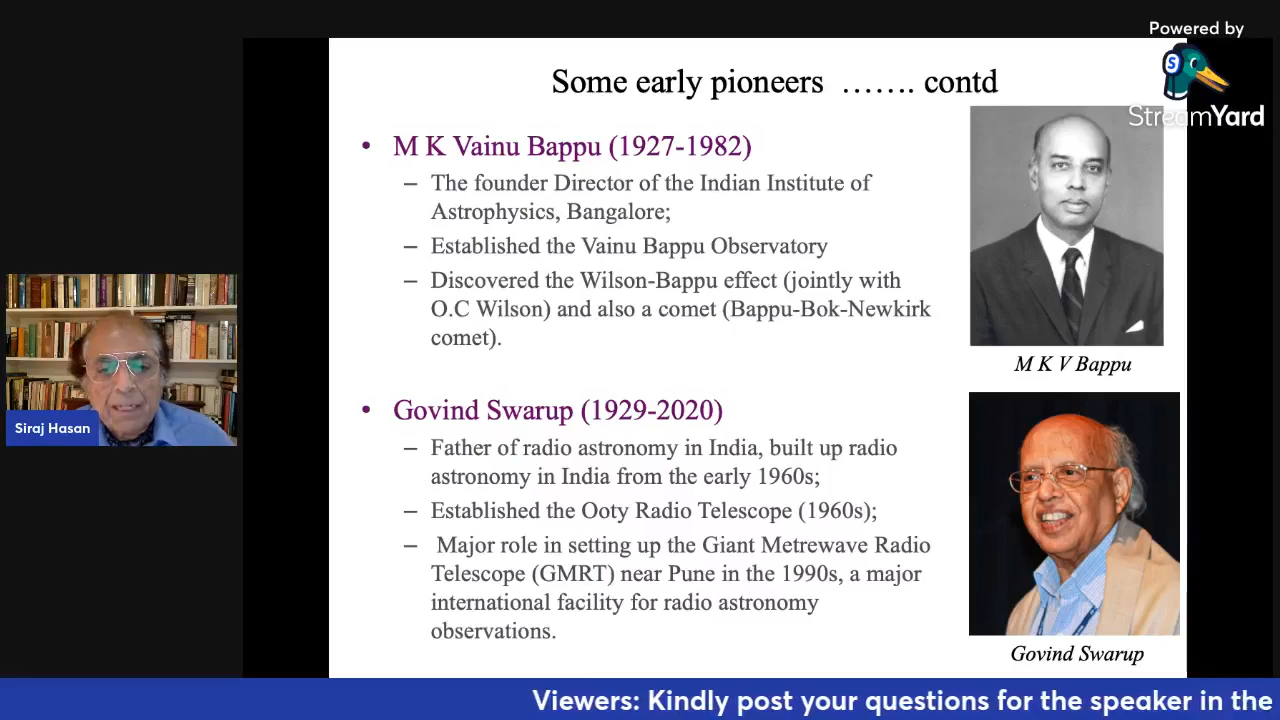 Powered by
StreamYard
Some early pioneers ……. contd
• M K Vainu Bappu (1927-1982)
– The founder Director of the Indian Institute of
Astrophysics, Bangalore;
– Established the Vainu Bappu Observatory
– Discovered the Wilson-Bappu effect (jointly with
O.C Wilson) and also a comet (Bappu-Bok-Newkirk
comet).
M K V Bappu
• Govind Swarup (1929-2020)
– Father of radio astronomy in India, built up radio
astronomy in India from the early 1960s;
– Established the Ooty Radio Telescope (1960s);
– Major role in setting up the Giant Metrewave Radio
Telescope (GMRT) near Pune in the 1990s, a major
international facility for radio astronomy
observations.
Govind Swarup
Siraj Hasan
Viewers: Kindly post your questions for the speaker in the